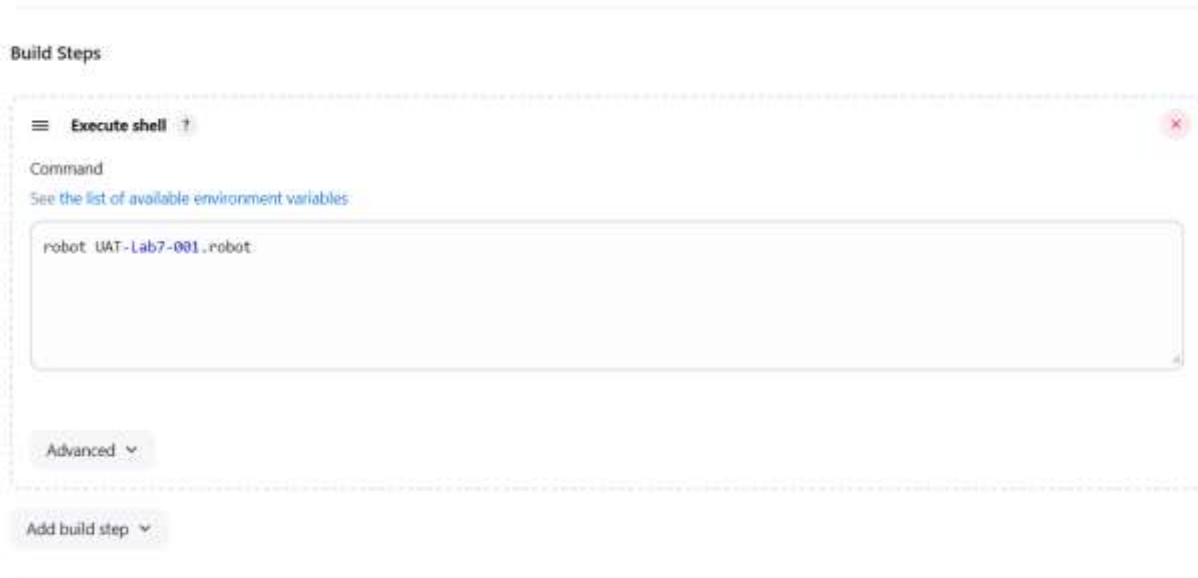 Build Steps
Execute shell ?
Command
See the list of available environment variables
robot UAT-Lab7-001.robot
Advanced
Add build step